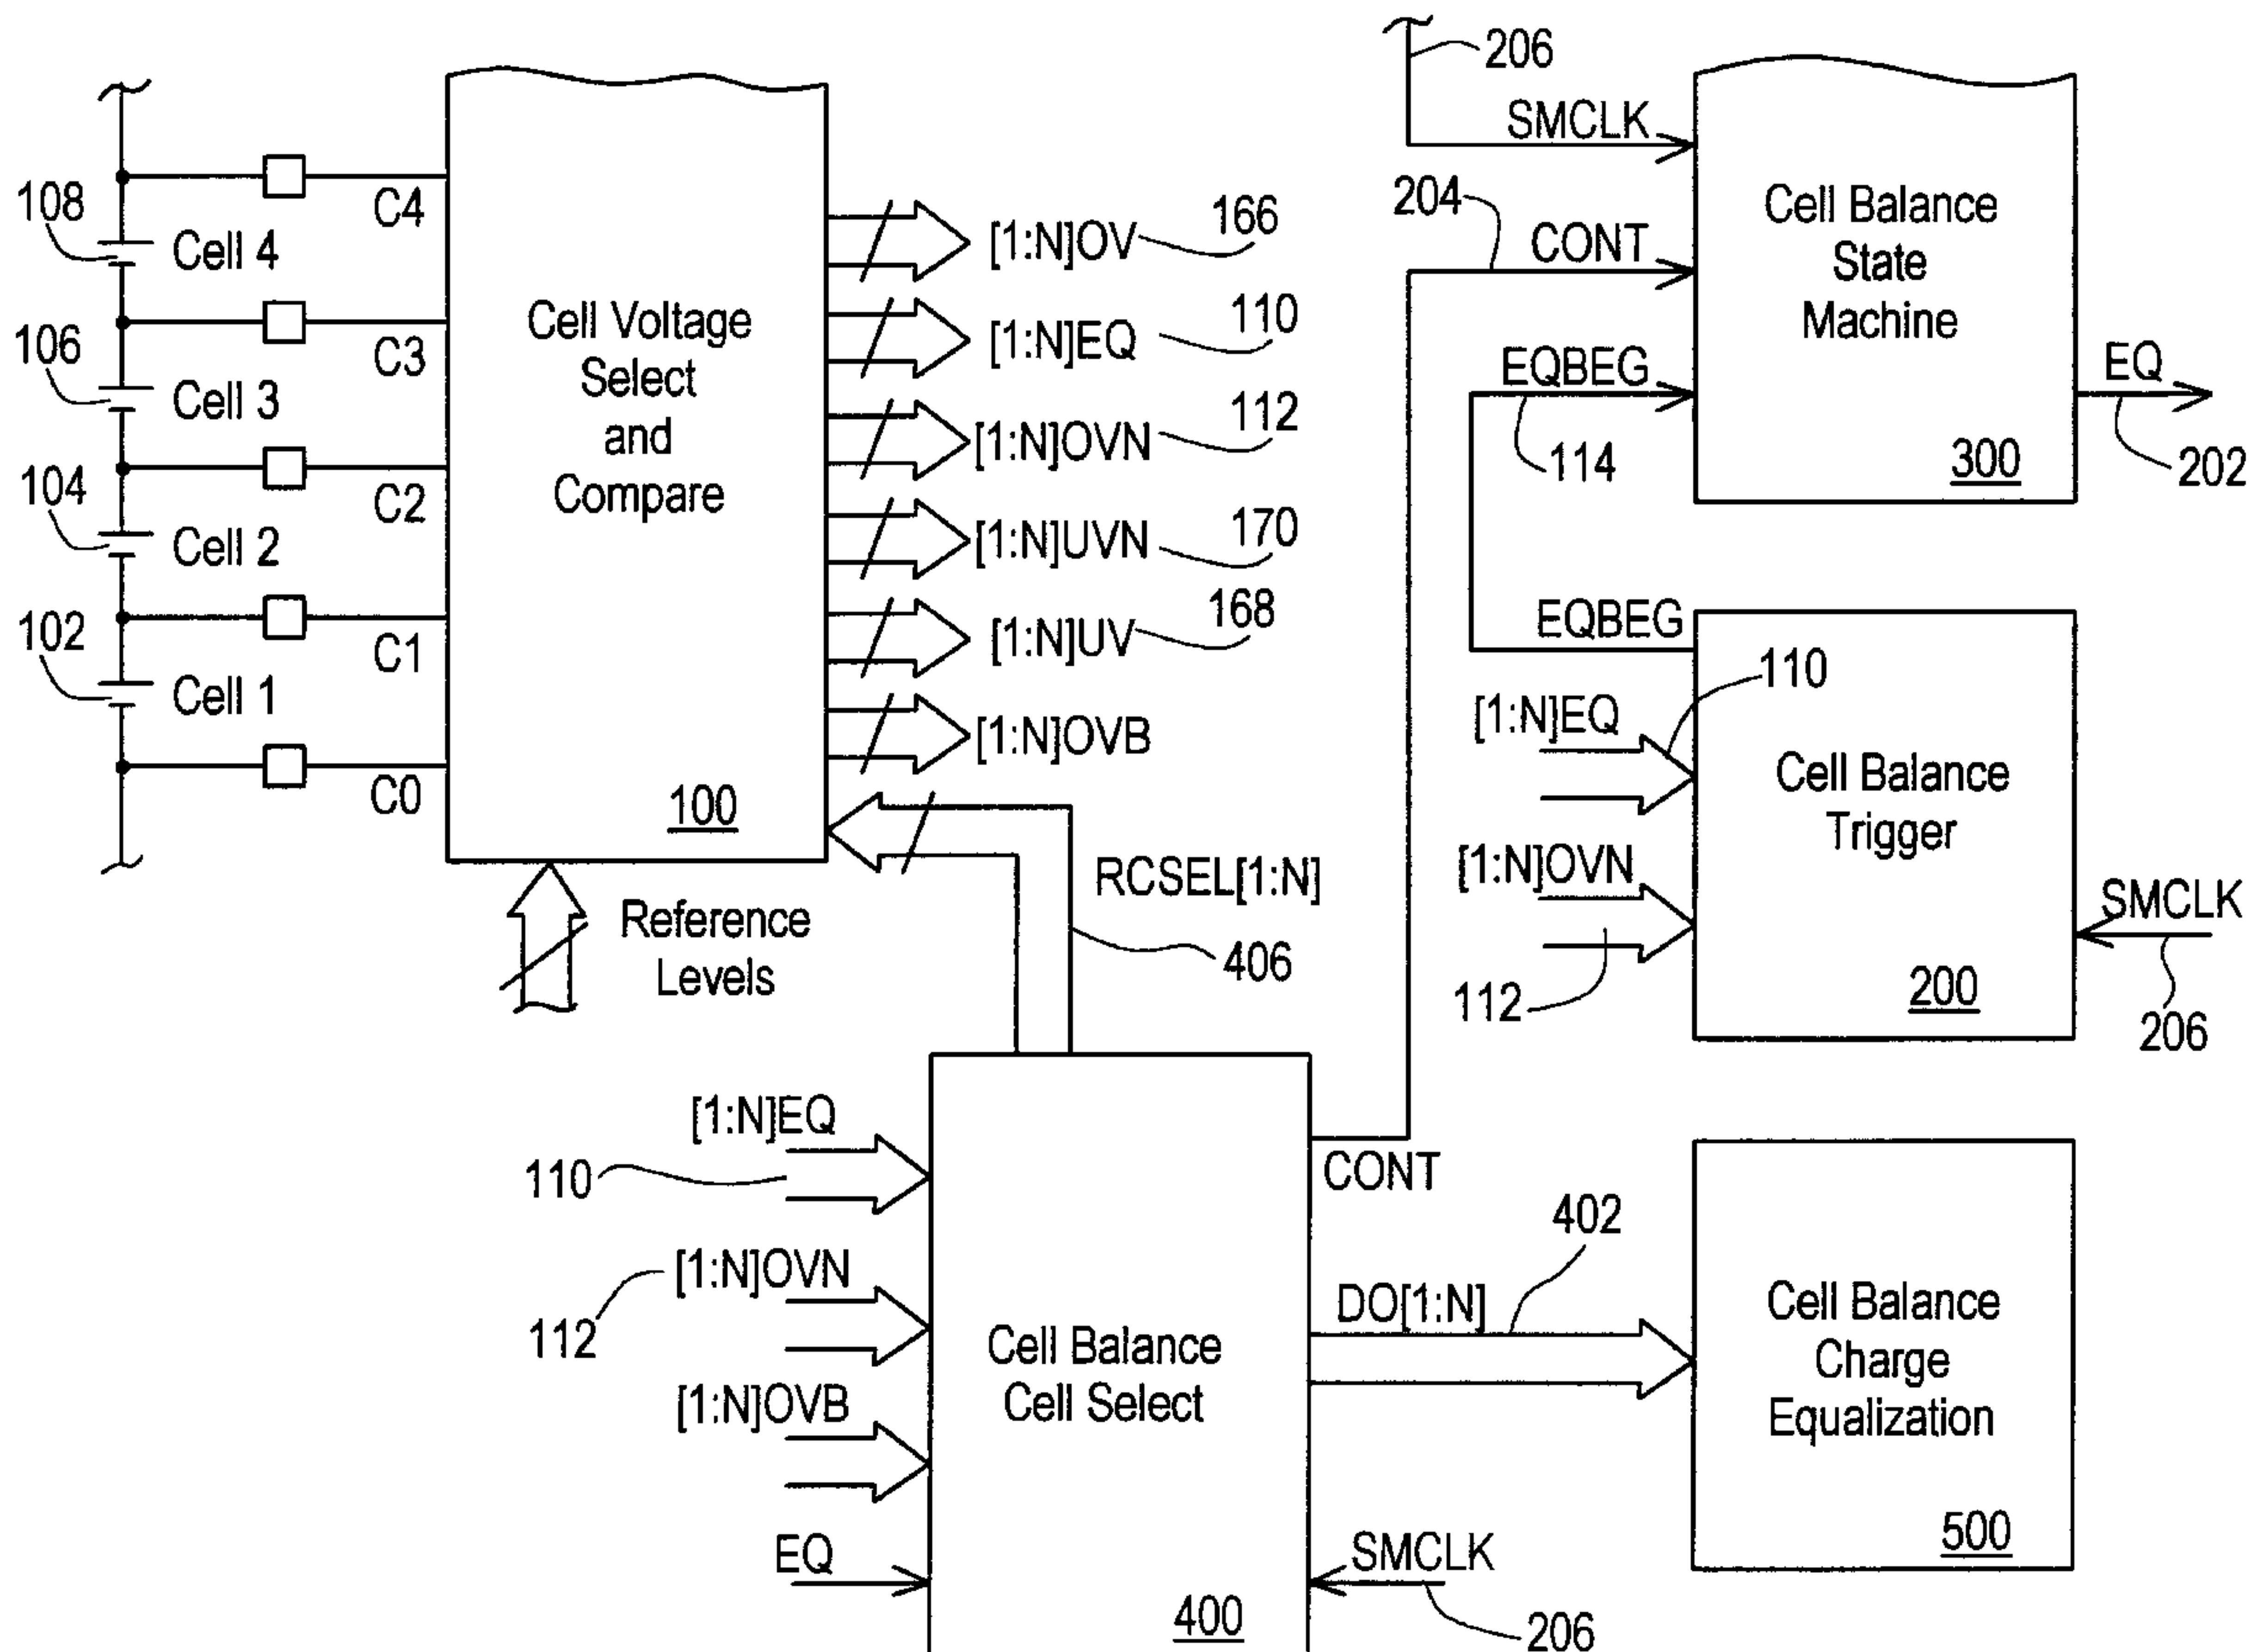 108
106
104
102
Cell 4
Cell 3
Cell 2
Cell 1
C4
C3
C2
C1
C0
Cell Voltage
Select
and
Compare
100
Reference
Levels
[1:N]OV
166
[1:N]EQ
110
[1:N]OVN
112
[1:N]UVN
170
[1:N]UV
168
[1:N]OVB
RCSEL[1:N]
406
206
SMCLK
204
CONT
EQBEG
114
Cell Balance
State
Machine
300
EQ
202
EQBEG
110
[1:N]EQ
[1:N]OVN
112
Cell Balance
Trigger
200
SMCLK
206
[1:N]EQ
110
[1:N]OVN
112
[1:N]OVB
EQ
Cell Balance
Cell Select
400
CONT
DO[1:N]
402
SMCLK
206
Cell Balance
Charge
Equalization
500